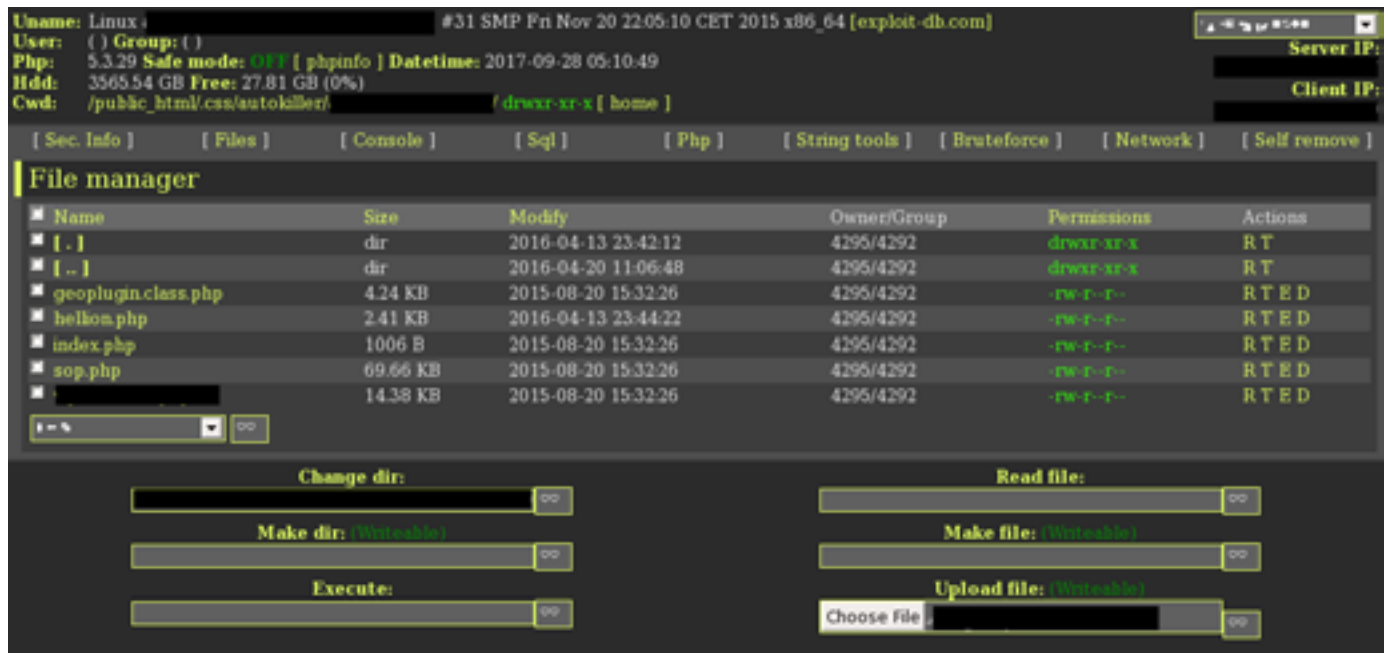 Uname: Linux #31 SMP Fri Nov 20 22:05:10 CET 2015 x86_64 [exploit-db.com]
User: ( ) Group: ( )
Php: 5.3.29 Safe mode: OFF [ phpinfo ] Datetime: 2017-09-28 05:10:49
Hdd: 3565.54 GB Free: 27.81 GB (0%)
Cwd: /public_html/.css/autokiller/ / drwxr-xr-x [ home ]
Server IP:
Client IP:
[ Sec. Info ] [ Files ] [ Console ] [ Sql ] [ Php ] [ String tools ] [ Bruteforce ] [ Network ] [ Self remove ]
File manager
Name Size Modify Owner/Group Permissions Actions
[ . ] dir 2016-04-13 23:42:12 4295/4292 drwxr-xr-x R T
[ .. ] dir 2016-04-20 11:06:48 4295/4292 drwxr-xr-x R T
geoplugin.class.php 4.24 KB 2015-08-20 15:32:26 4295/4292 -rw-r--r-- R T E D
hellion.php 2.41 KB 2016-04-13 23:44:22 4295/4292 -rw-r--r-- R T E D
index.php 1006 B 2015-08-20 15:32:26 4295/4292 -rw-r--r-- R T E D
sop.php 69.66 KB 2015-08-20 15:32:26 4295/4292 -rw-r--r-- R T E D
14.38 KB 2015-08-20 15:32:26 4295/4292 -rw-r--r-- R T E D
Change dir: Read file:
Make dir: (Writeable) Make file: (Writeable)
Execute: Upload file: (Writeable)
Choose File